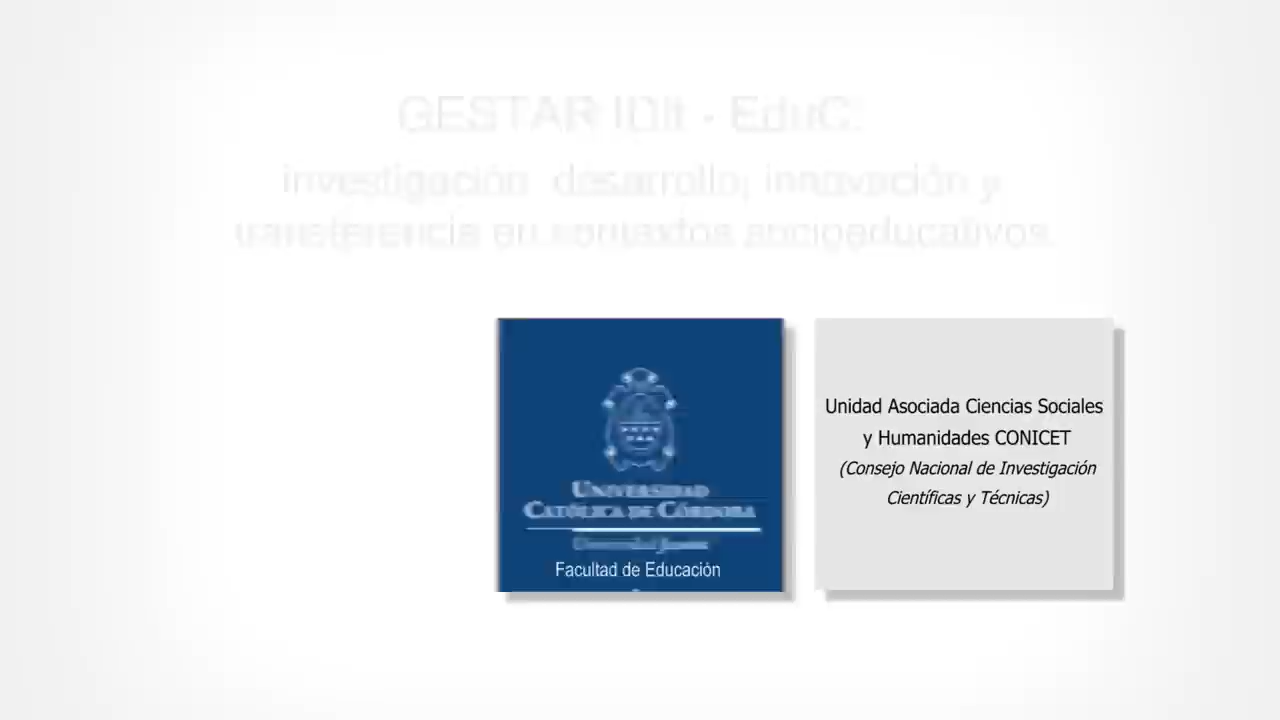 GESTAR IDIt - EduC:
investigación, desarrollo, innovación y
transferencia en contextos socioeducativos.
UNIVERSIDAD
CATÓLICA DE CÓRDOBA
Universidad Jesuita
Facultad de Educación
Unidad Asociada Ciencias Sociales
y Humanidades CONICET
(Consejo Nacional de Investigación
Científicas y Técnicas)